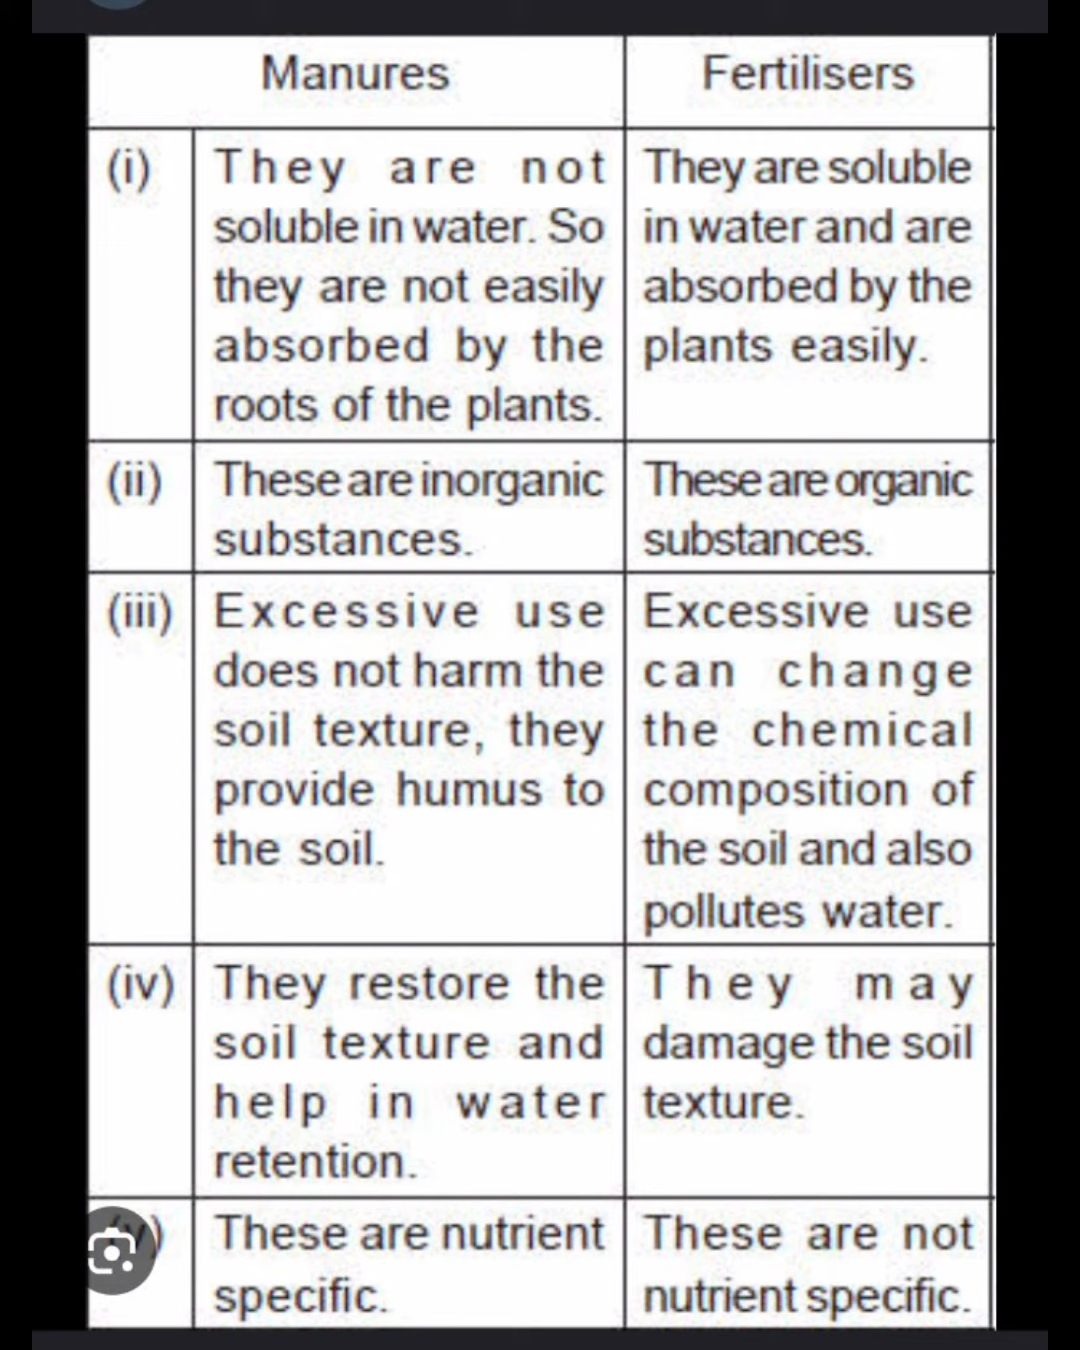 Manures
Fertilisers
(i)
They are not
soluble in water. So
they are not easily
absorbed by the
roots of the plants.
They are soluble
in water and are
absorbed by the
plants easily.
(ii)
These are inorganic
substances.
These are organic
substances.
(iii)
Excessive use
does not harm the
soil texture, they
provide humus to
the soil.
Excessive use
can change
the chemical
composition of
the soil and also
pollutes water.
(iv)
They restore the
soil texture and
help in water
retention.
They may
damage the soil
texture.
(v)
These are nutrient
specific.
These are not
nutrient specific.